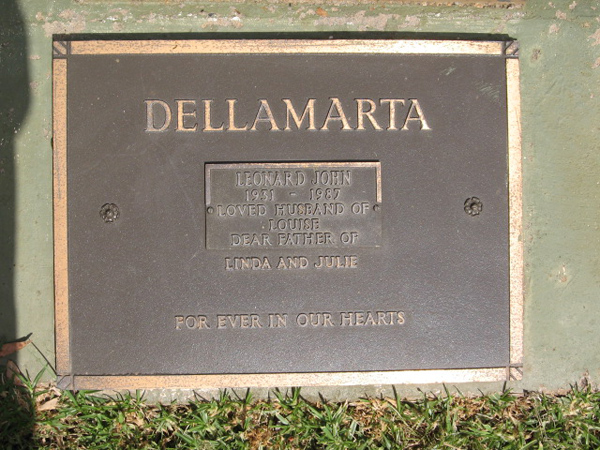 DELLAMARTA
LEONARD JOHN
1931 - 1987
LOVED HUSBAND OF
LOUISE
DEAR FATHER OF
LINDA AND JULIE
FOR EVER IN OUR HEARTS